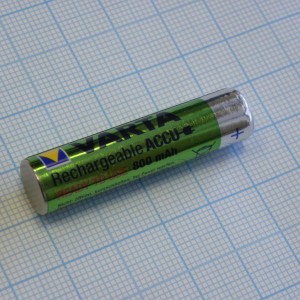 VARTA
Rechargeable ACCU
800 mAh
+